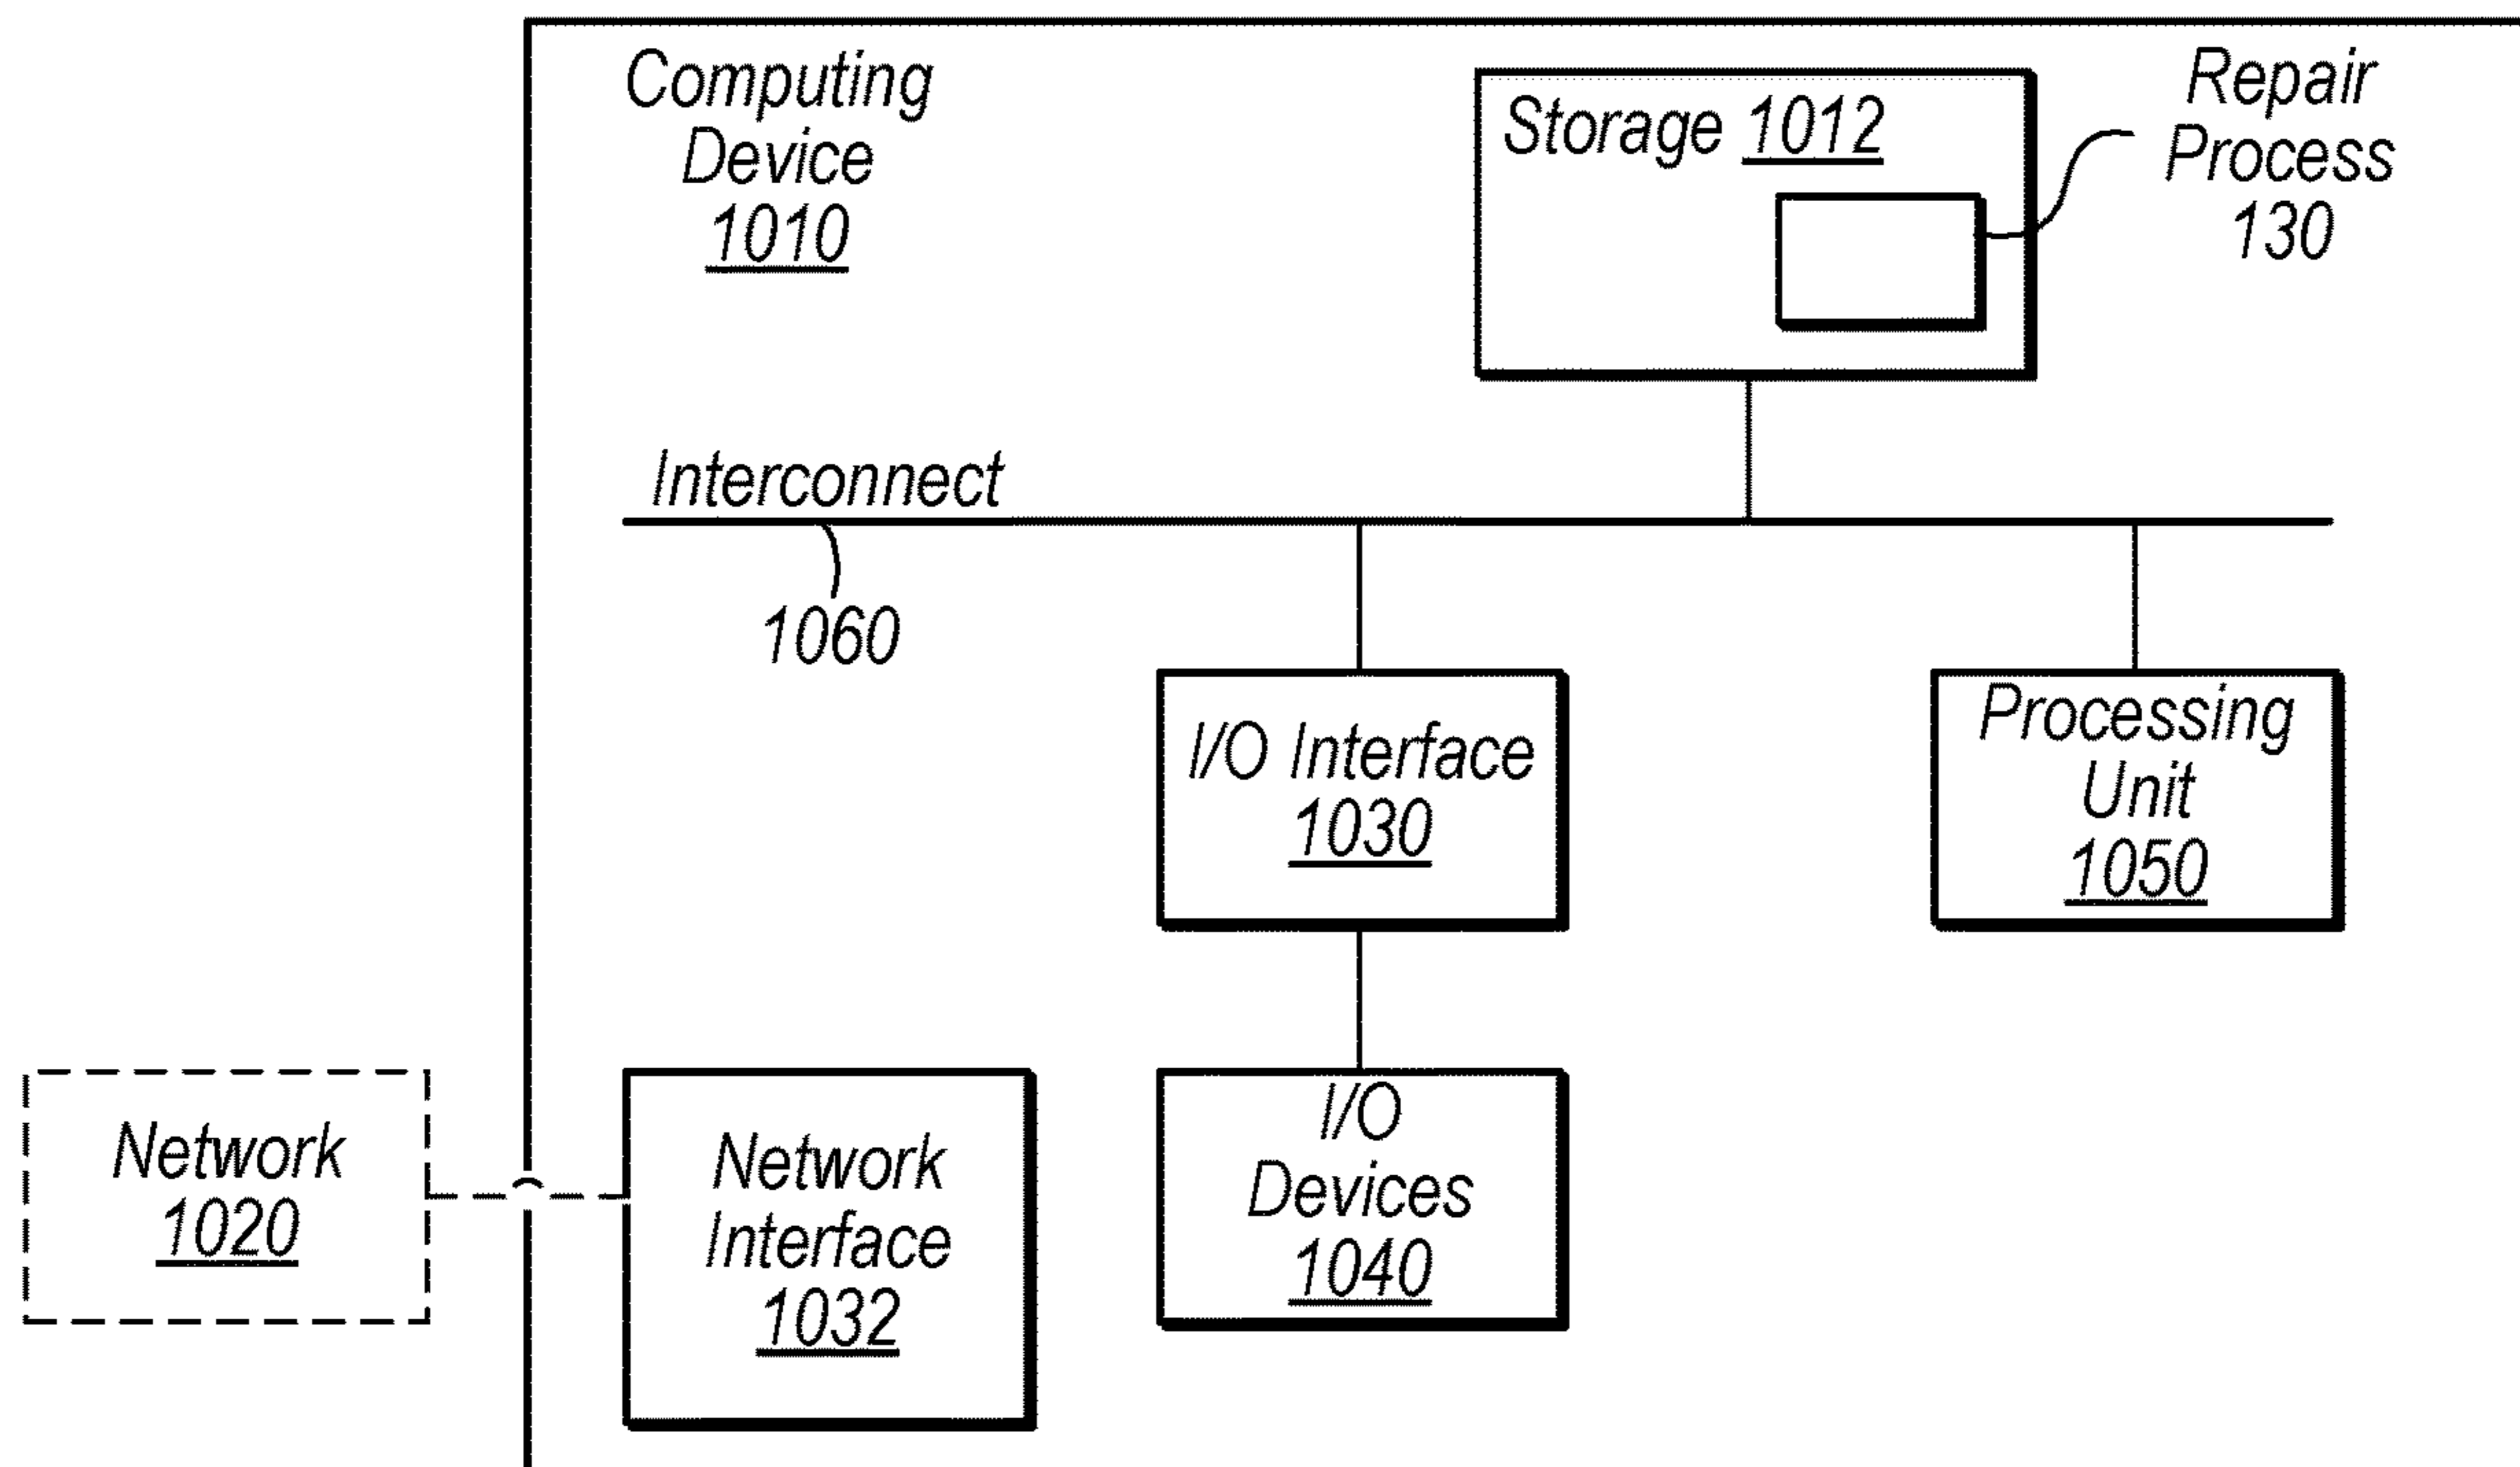 Computing
Device
1010
Storage 1012
Repair
Process
130
Interconnect
1060
I/O Interface
1030
Processing
Unit
1050
Network
1020
Network
Interface
1032
I/O
Devices
1040